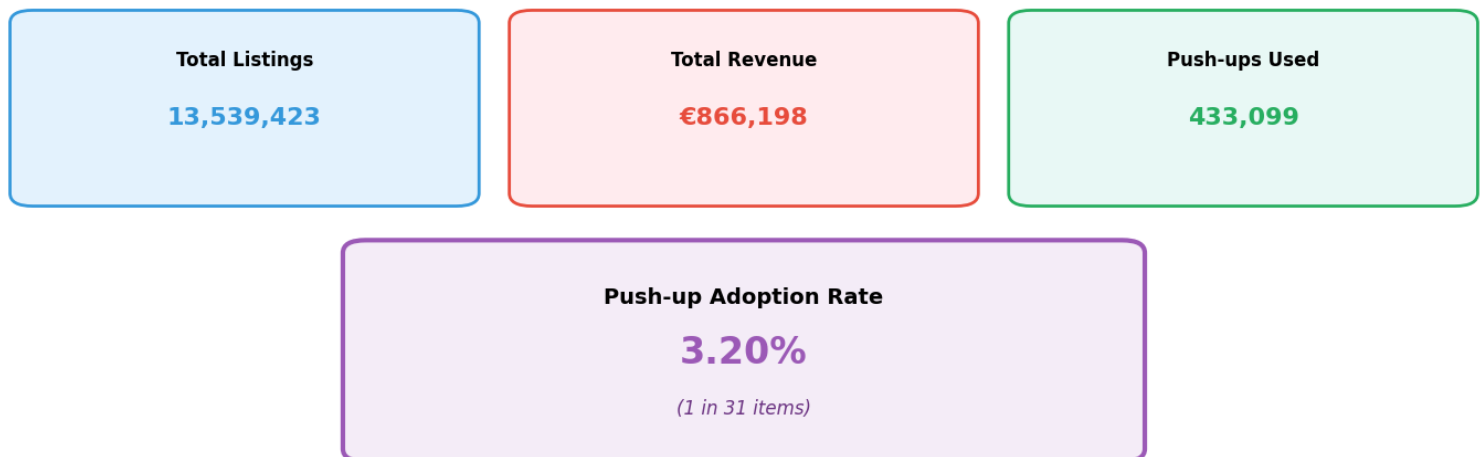 Total Listings
13,539,423
Total Revenue
€866,198
Push-ups Used
433,099
Push-up Adoption Rate
3.20%
(1 in 31 items)